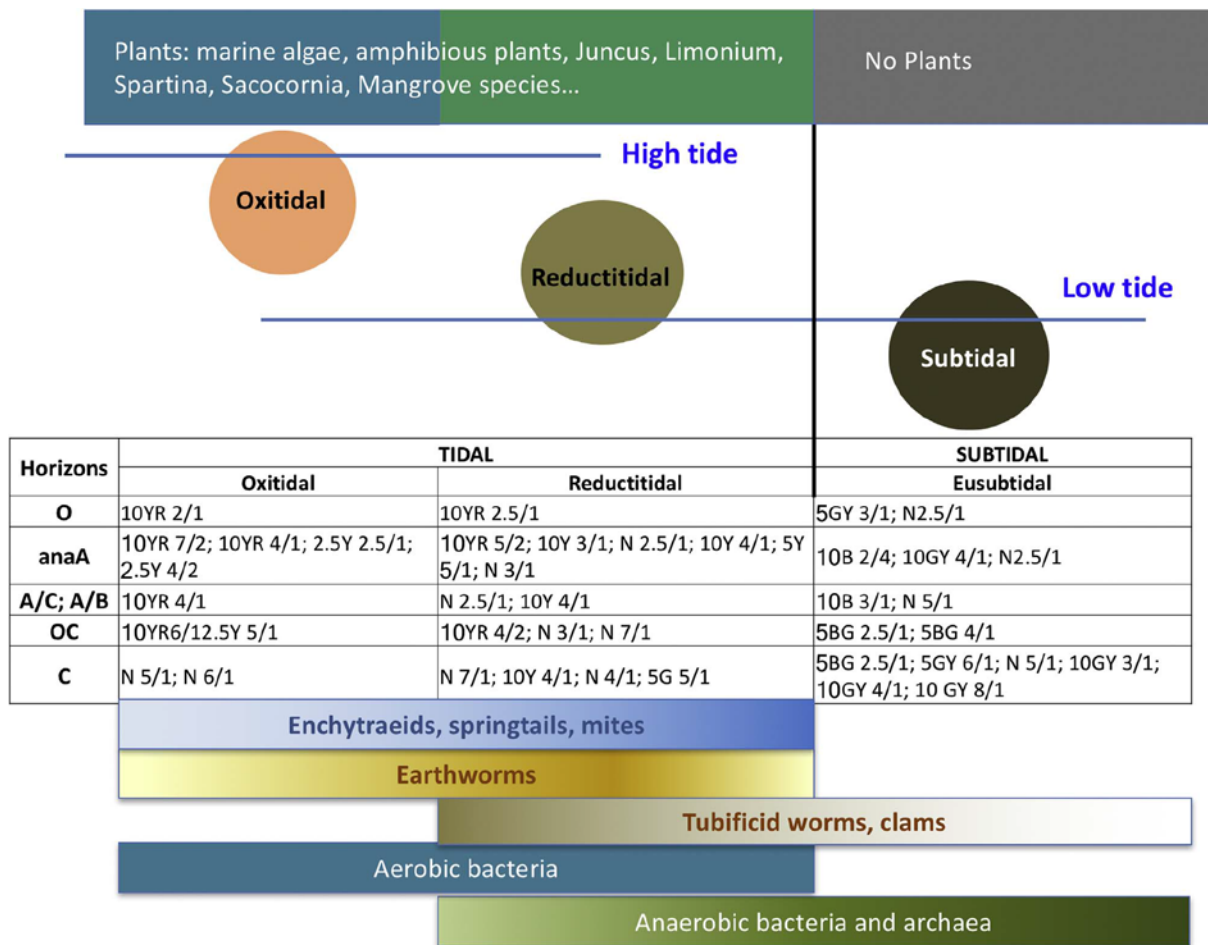 Plants: marine algae, amphibious plants, Juncus, Limonium,
Spartina, Sacocornia, Mangrove species...
No Plants
High tide
Oxitidal
Reductitidal
Low tide
Subtidal
Horizons
TIDAL
SUBTIDAL
Oxitidal
Reductitidal
Eusubtidal
O
10YR 2/1
10YR 2.5/1
5GY 3/1; N2.5/1
anaA
10YR 7/2; 10YR 4/1; 2.5Y 2.5/1;
2.5Y 4/2
10YR 5/2; 10Y 3/1; N 2.5/1; 10Y 4/1; 5Y
5/1; N 3/1
10B 2/4; 10GY 4/1; N2.5/1
A/C; A/B
10YR 4/1
N 2.5/1; 10Y 4/1
10B 3/1; N 5/1
OC
10YR6/12.5Y 5/1
10YR 4/2; N 3/1; N 7/1
5BG 2.5/1; 5BG 4/1
C
N 5/1; N 6/1
N 7/1; 10Y 4/1; N 4/1; 5G 5/1
5BG 2.5/1; 5GY 6/1; N 5/1; 10GY 3/1;
10GY 4/1; 10 GY 8/1
Enchytraeids, springtails, mites
Earthworms
Tubificid worms, clams
Aerobic bacteria
Anaerobic bacteria and archaea